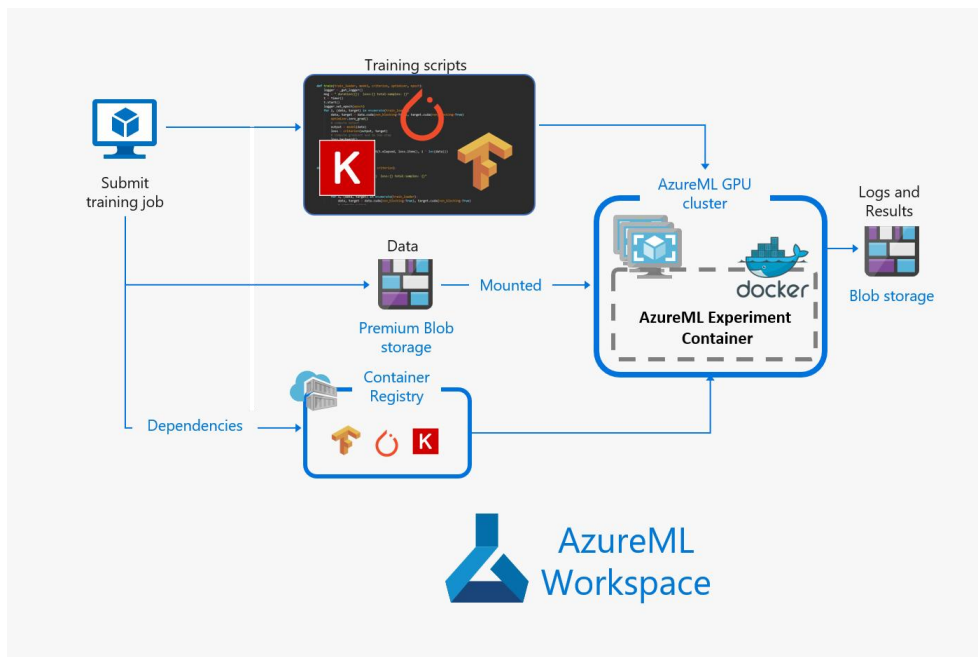 Training scripts
K
Submit
training job
AzureML GPU
cluster
Logs and
Results
Data
Mounted
docker
Blob storage
AzureML Experiment
Container
Premium Blob
storage
Container
Registry
Dependencies
K
AzureML
Workspace